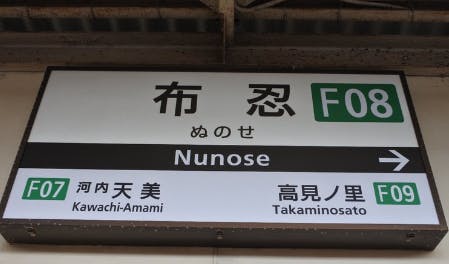 布忍 F08
ぬのせ
Nunose →
F07 河内天美 高見ノ里 F09
Kawachi-Amami Takaminosato